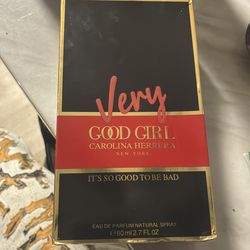 Very
GOOD GIRL
CAROLINA HERRERA
NEW YORK
IT'S SO GOOD TO BE BAD
EAU DE PARFUM NATURAL SPRAY
℮ 80 ml 2.7 FL OZ